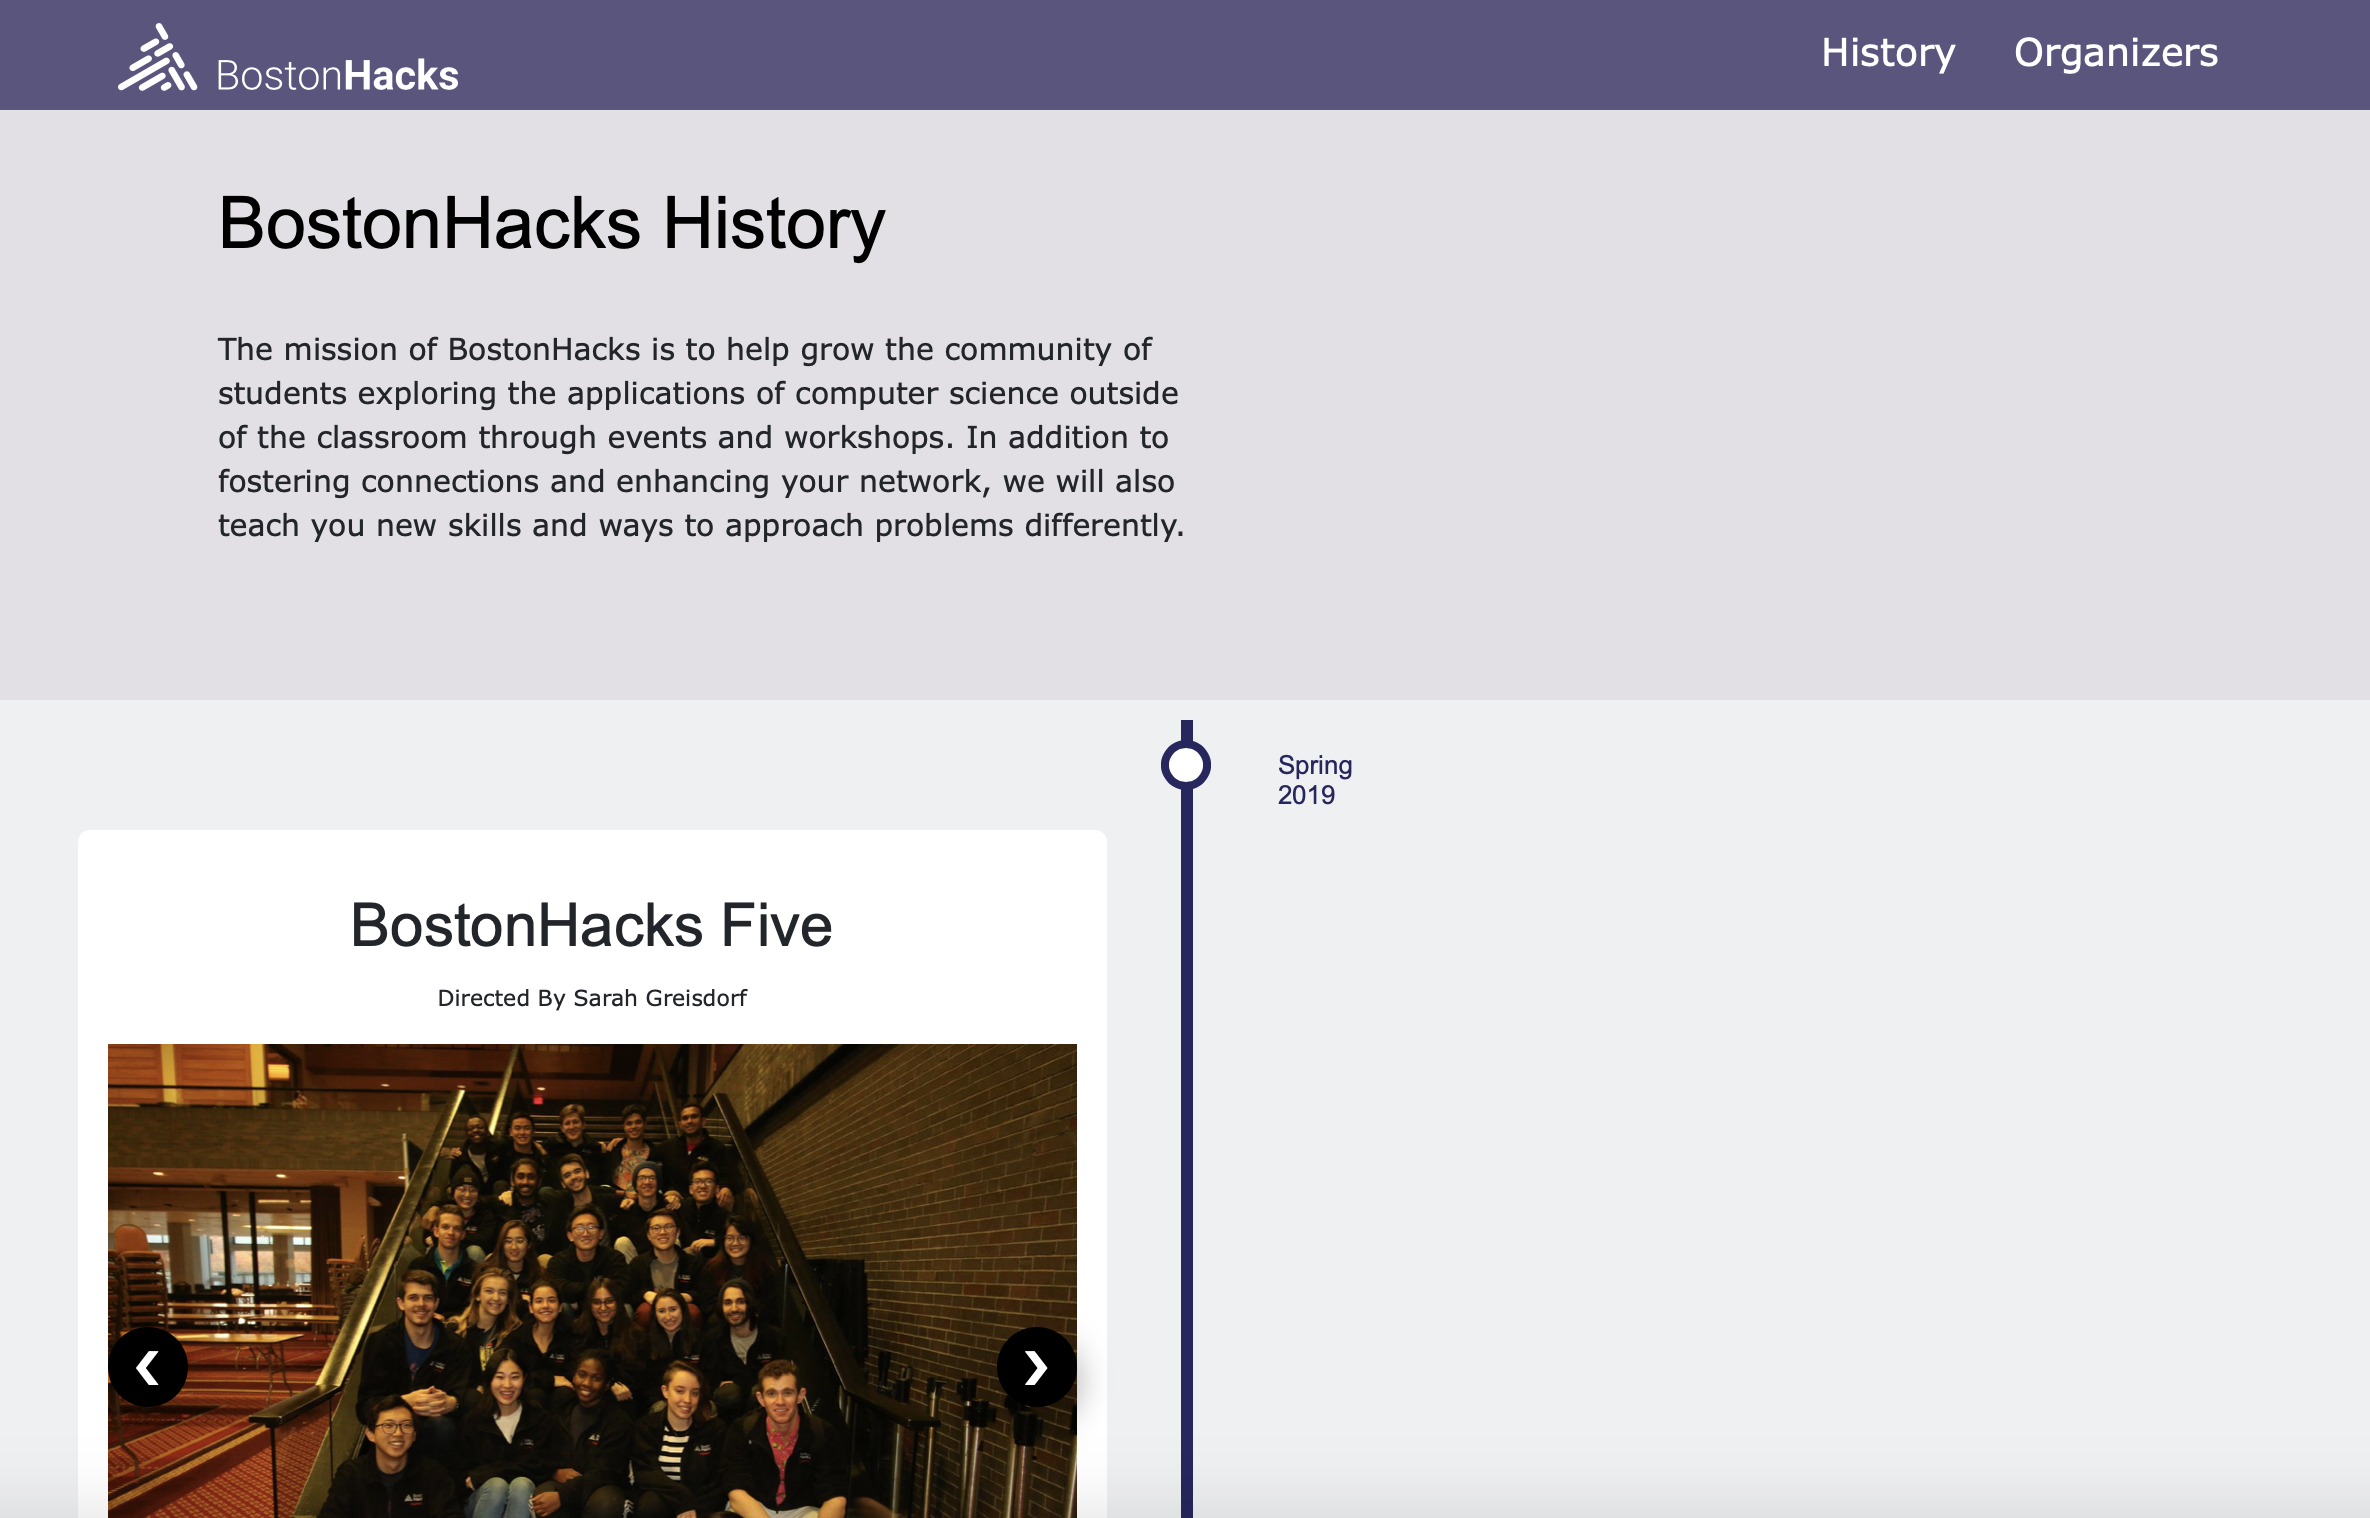 BostonHacks
History
Organizers
BostonHacks History
The mission of BostonHacks is to help grow the community of
students exploring the applications of computer science outside
of the classroom through events and workshops. In addition to
fostering connections and enhancing your network, we will also
teach you new skills and ways to approach problems differently.
Spring
2019
BostonHacks Five
Directed By Sarah Greisdorf